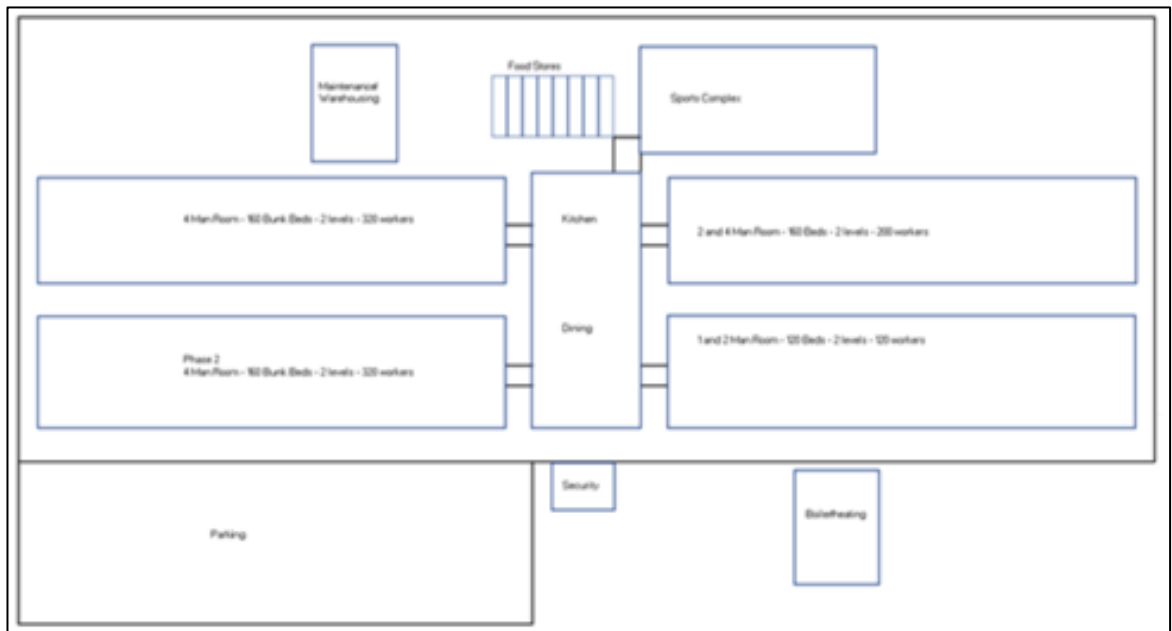 Food Stores
Maintenance/
Warehousing
Sports Complex
4 Man Room - 160 Bunk Beds - 2 levels - 320 workers
Kitchen
2 and 4 Man Room - 160 Beds - 2 levels - 200 workers
Dining
1 and 2 Man Room - 120 Beds - 2 levels - 120 workers
Phase 2
4 Man Room - 160 Bunk Beds - 2 levels - 320 workers
Security
Boiler/heating
Parking